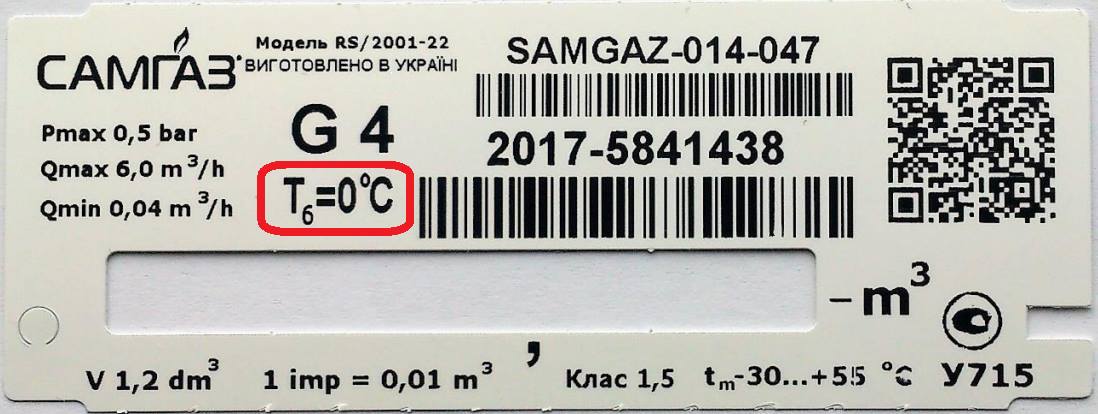 САМГАЗ
Модель RS/2001-22
ВИГОТОВЛЕНО В УКРАЇНІ
SAMGAZ-014-047
Pmax 0,5 bar
Qmax 6,0 m³/h
Qmin 0,04 m³/h
G 4
T₆=0°C
2017-5841438
-m³
,
V 1,2 dm³
1 imp = 0,01 m³
Клас 1,5
tₘ-30...+55 °C
У715